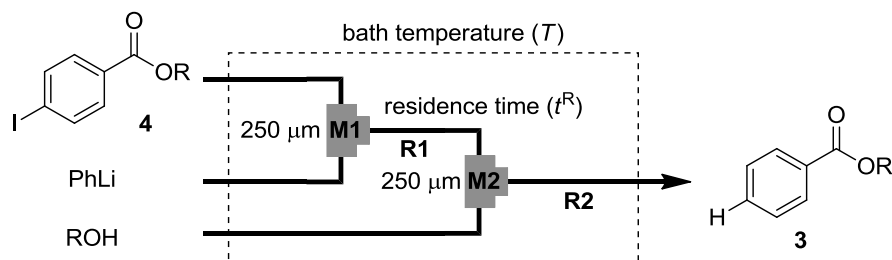 bath temperature (T)
O
OR
I
4
250 μm M1
residence time (tᴿ)
R1
PhLi
250 μm M2
R2
ROH
O
OR
H
3